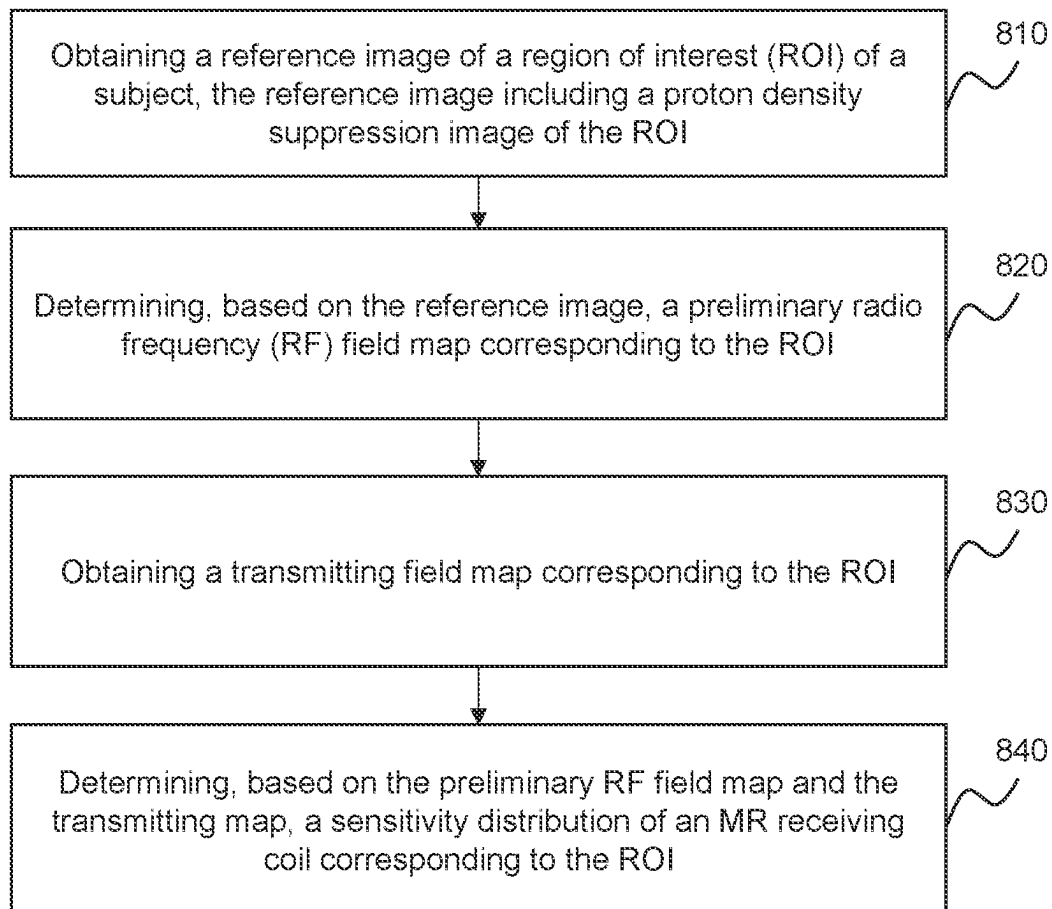 810
Obtaining a reference image of a region of interest (ROI) of a
subject, the reference image including a proton density
suppression image of the ROI
820
Determining, based on the reference image, a preliminary radio
frequency (RF) field map corresponding to the ROI
830
Obtaining a transmitting field map corresponding to the ROI
840
Determining, based on the preliminary RF field map and the
transmitting map, a sensitivity distribution of an MR receiving
coil corresponding to the ROI